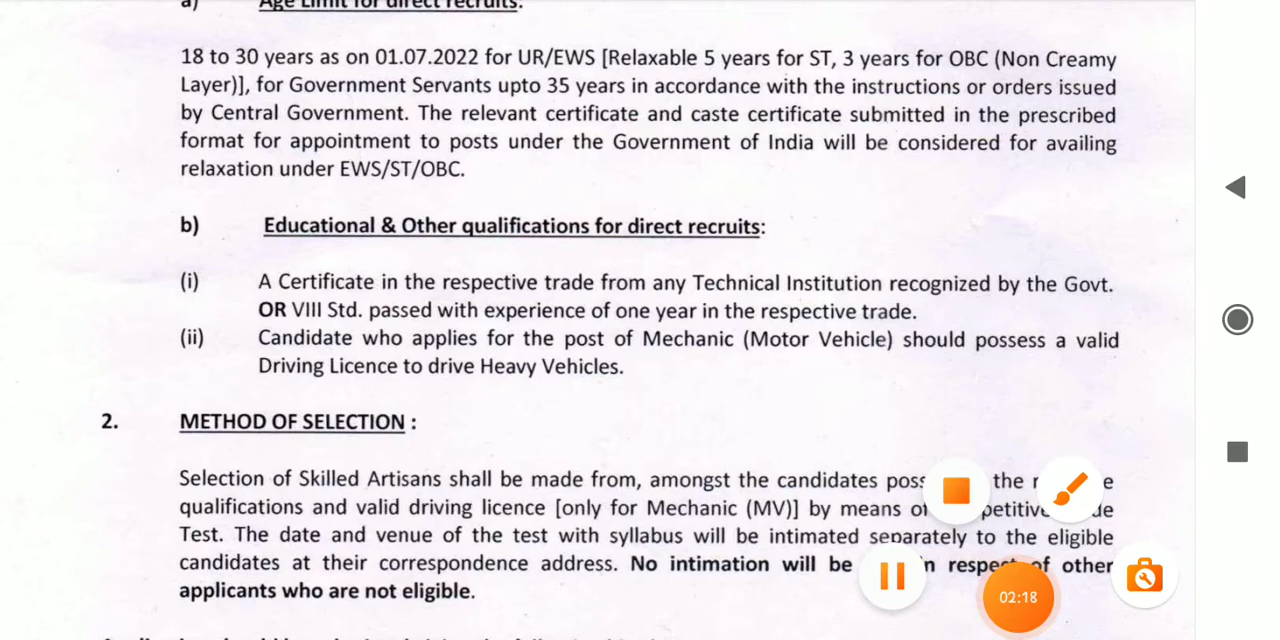 a) Age Limit for direct recruits:
18 to 30 years as on 01.07.2022 for UR/EWS [Relaxable 5 years for ST, 3 years for OBC (Non Creamy
Layer)], for Government Servants upto 35 years in accordance with the instructions or orders issued
by Central Government. The relevant certificate and caste certificate submitted in the prescribed
format for appointment to posts under the Government of India will be considered for availing
relaxation under EWS/ST/OBC.
b) Educational & Other qualifications for direct recruits:
(i) A Certificate in the respective trade from any Technical Institution recognized by the Govt.
OR VIII Std. passed with experience of one year in the respective trade.
(ii) Candidate who applies for the post of Mechanic (Motor Vehicle) should possess a valid
Driving Licence to drive Heavy Vehicles.
2. METHOD OF SELECTION :
Selection of Skilled Artisans shall be made from, amongst the candidates the
qualifications and valid driving licence [only for Mechanic (MV)] by means
Test. The date and venue of the test with syllabus will be intimated separately to the eligible
candidates at their correspondence address. No intimation will be respect of other
applicants who are not eligible.
02:18